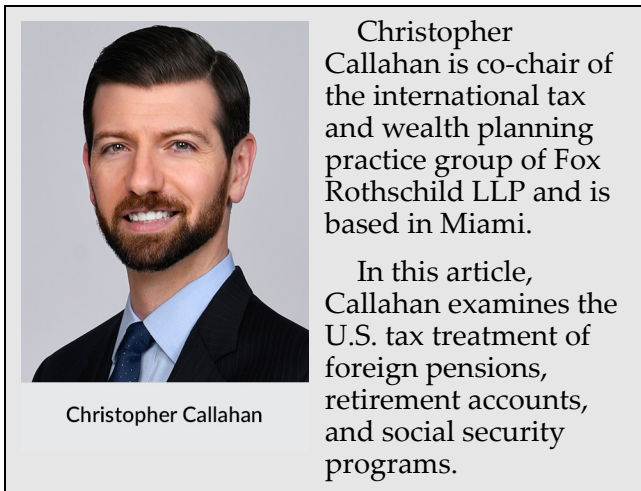 Christopher
Callahan is co-chair of
the international tax
and wealth planning
practice group of Fox
Rothschild LLP and is
based in Miami.
In this article,
Callahan examines the
U.S. tax treatment of
foreign pensions,
retirement accounts,
and social security
programs.
Christopher Callahan